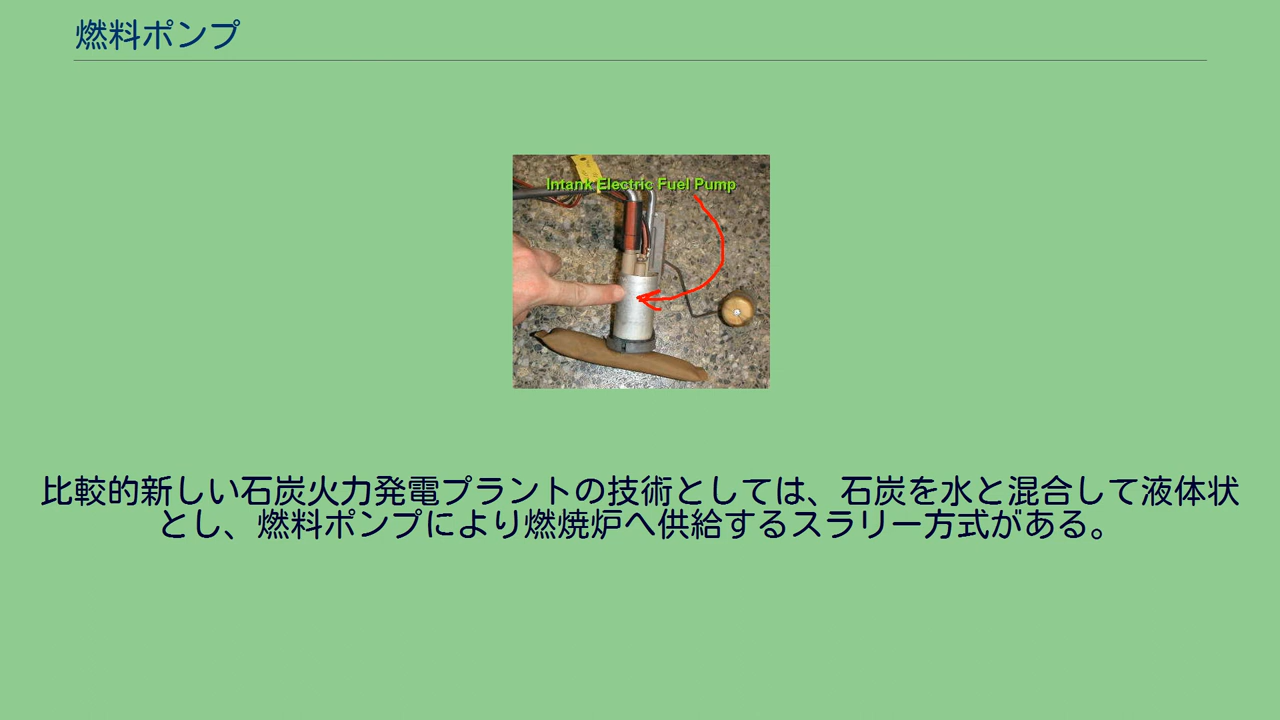 燃料ポンプ
Intank Electric Fuel Pump
比較的新しい石炭火力発電プラントの技術としては、石炭を水と混合して液体状
とし、燃料ポンプにより燃焼炉へ供給するスラリー方式がある。